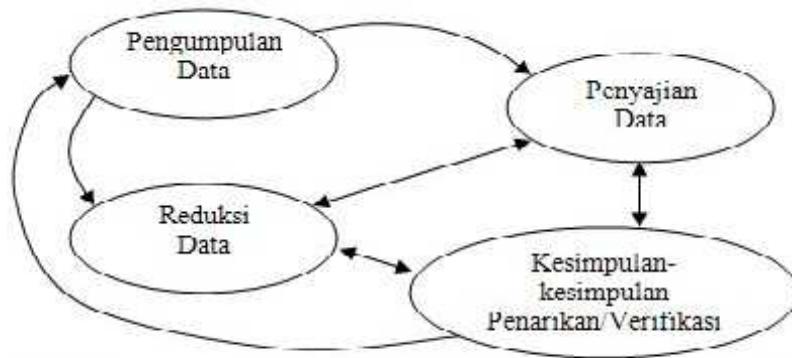 Pengumpulan
Data
Penyajian
Data
Reduksi
Data
Kesimpulan-
kesimpulan
Penarikan/Verifikasi